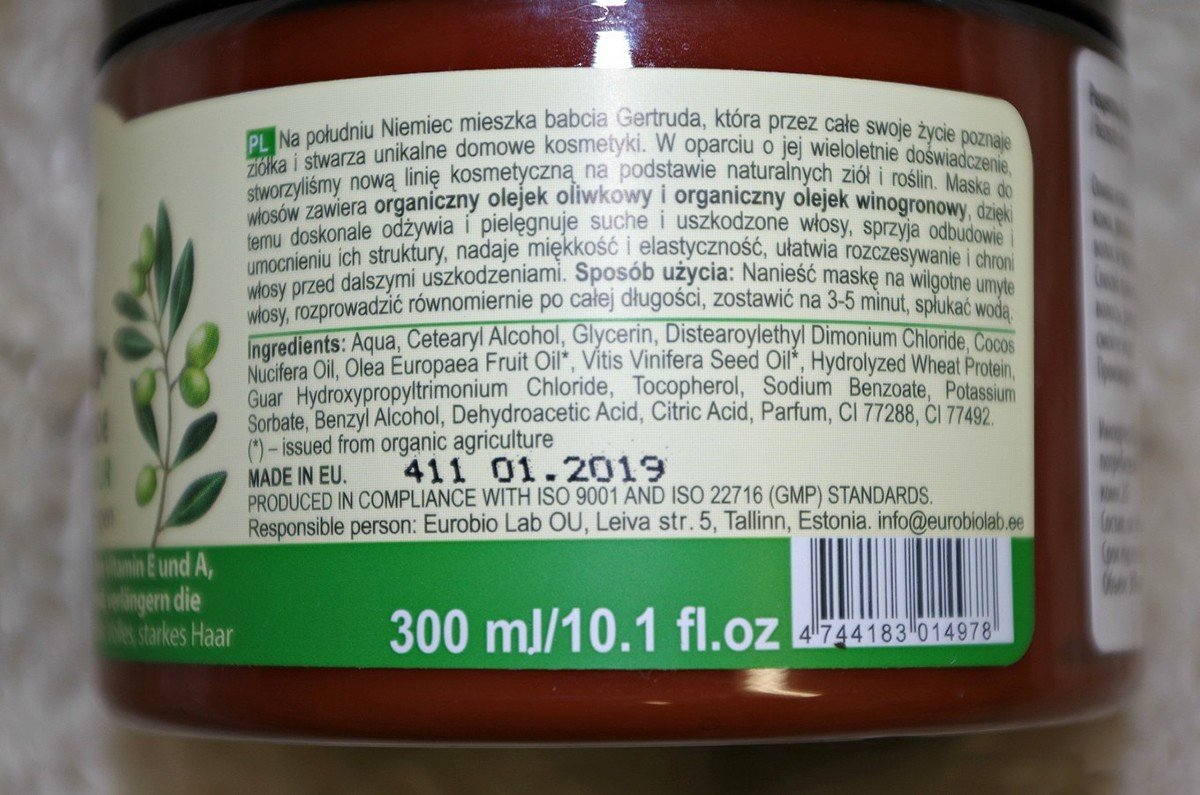 PL Na południu Niemiec mieszka babcia Gertruda, która przez całe swoje życie poznaje
ziółka i stwarza unikalne domowe kosmetyki. W oparciu o jej wieloletnie doświadczenie,
stworzyliśmy nową linię kosmetyczną na podstawie naturalnych ziół i roślin. Maska do
włosów zawiera organiczny olejek oliwkowy i organiczny olejek winogronowy, dzięki
temu doskonale odżywia i pielęgnuje suche i uszkodzone włosy, sprzyja odbudowie i
umocnieniu ich struktury, nadaje miękkość i elastyczność, ułatwia rozczesywanie i chroni
włosy przed dalszymi uszkodzeniami. Sposób użycia: Nanieść maskę na wilgotne umyte
włosy, rozprowadzić równomiernie po całej długości, zostawić na 3-5 minut, spłukać wodą.
Ingredients: Aqua, Cetearyl Alcohol, Glycerin, Distearoylethyl Dimonium Chloride, Cocos
Nucifera Oil, Olea Europaea Fruit Oil*, Vitis Vinifera Seed Oil*, Hydrolyzed Wheat Protein,
Guar Hydroxypropyltrimonium Chloride, Tocopherol, Sodium Benzoate, Potassium
Sorbate, Benzyl Alcohol, Dehydroacetic Acid, Citric Acid, Parfum, CI 77288, CI 77492.
(*) – issued from organic agriculture
MADE IN EU. 411 01.2019
PRODUCED IN COMPLIANCE WITH ISO 9001 AND ISO 22716 (GMP) STANDARDS.
Responsible person: Eurobio Lab OU, Leiva str. 5, Tallinn, Estonia. info@eurobiolab.ee
Vitamin E und A,
verlängern die
starkes Haar
300 ml/10.1 fl.oz
4 744183 014978